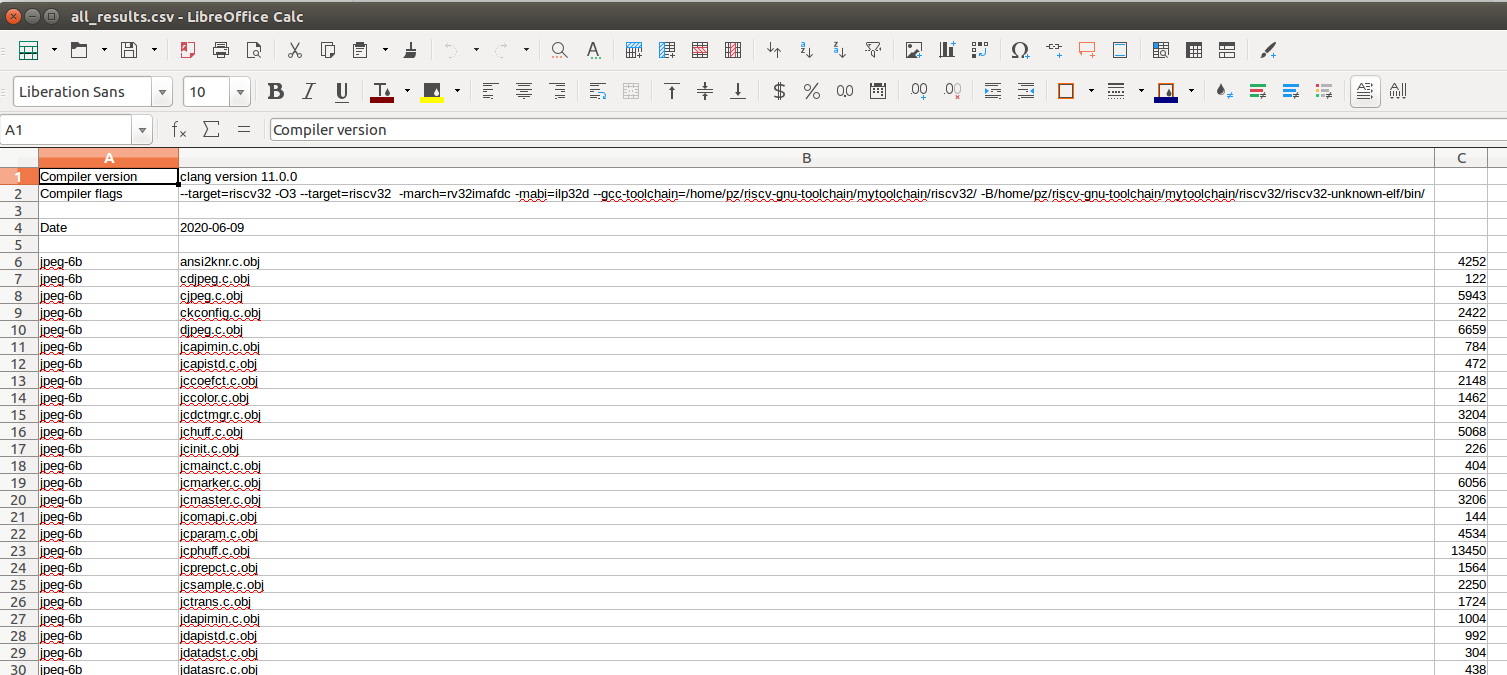 all_results.csv - LibreOffice Calc
Liberation Sans 10
A1 Compiler version
A B C
1 Compiler version clang version 11.0.0
2 Compiler flags --target=riscv32 -O3 --target=riscv32  -march=rv32imafdc -mabi=ilp32d --gcc-toolchain=/home/pz/riscv-gnu-toolchain/mytoolchain/riscv32/ -B/home/pz/riscv-gnu-toolchain/mytoolchain/riscv32/riscv32-unknown-elf/bin/
3
4 Date 2020-06-09
5
6 jpeg-6b ansi2knr.c.obj 4252
7 jpeg-6b cdjpeg.c.obj 122
8 jpeg-6b cjpeg.c.obj 5943
9 jpeg-6b ckconfig.c.obj 2422
10 jpeg-6b djpeg.c.obj 6659
11 jpeg-6b jcapimin.c.obj 784
12 jpeg-6b jcapistd.c.obj 472
13 jpeg-6b jccoefct.c.obj 2148
14 jpeg-6b jccolor.c.obj 1462
15 jpeg-6b jcdctmgr.c.obj 3204
16 jpeg-6b jchuff.c.obj 5068
17 jpeg-6b jcinit.c.obj 226
18 jpeg-6b jcmainct.c.obj 404
19 jpeg-6b jcmarker.c.obj 6056
20 jpeg-6b jcmaster.c.obj 3206
21 jpeg-6b jcomapi.c.obj 144
22 jpeg-6b jcparam.c.obj 4534
23 jpeg-6b jcphuff.c.obj 13450
24 jpeg-6b jcprepct.c.obj 1564
25 jpeg-6b jcsample.c.obj 2250
26 jpeg-6b jctrans.c.obj 1724
27 jpeg-6b jdapimin.c.obj 1004
28 jpeg-6b jdapistd.c.obj 992
29 jpeg-6b jdatadst.c.obj 304
30 jpeg-6b jdatasrc.c.obj 438